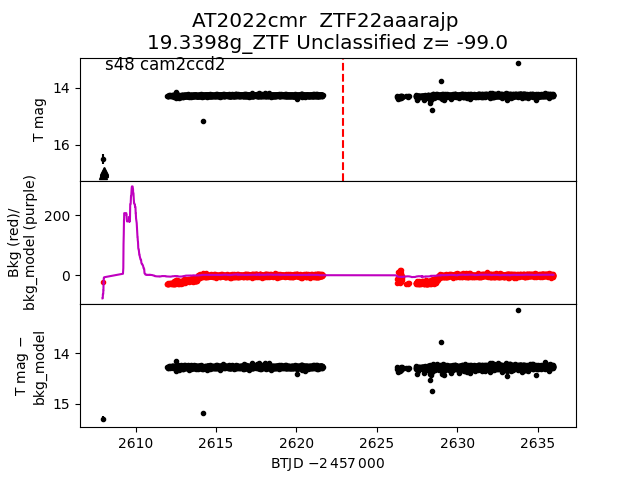 AT2022cmr  ZTF22aaarajp
19.3398g_ZTF Unclassified z= -99.0
s48 cam2ccd2
T mag
14
16
Bkg (red)/
bkg_model (purple)
200
0
T mag −
bkg_model
14
15
2610 2615 2620 2625 2630 2635
BTJD −2 457 000